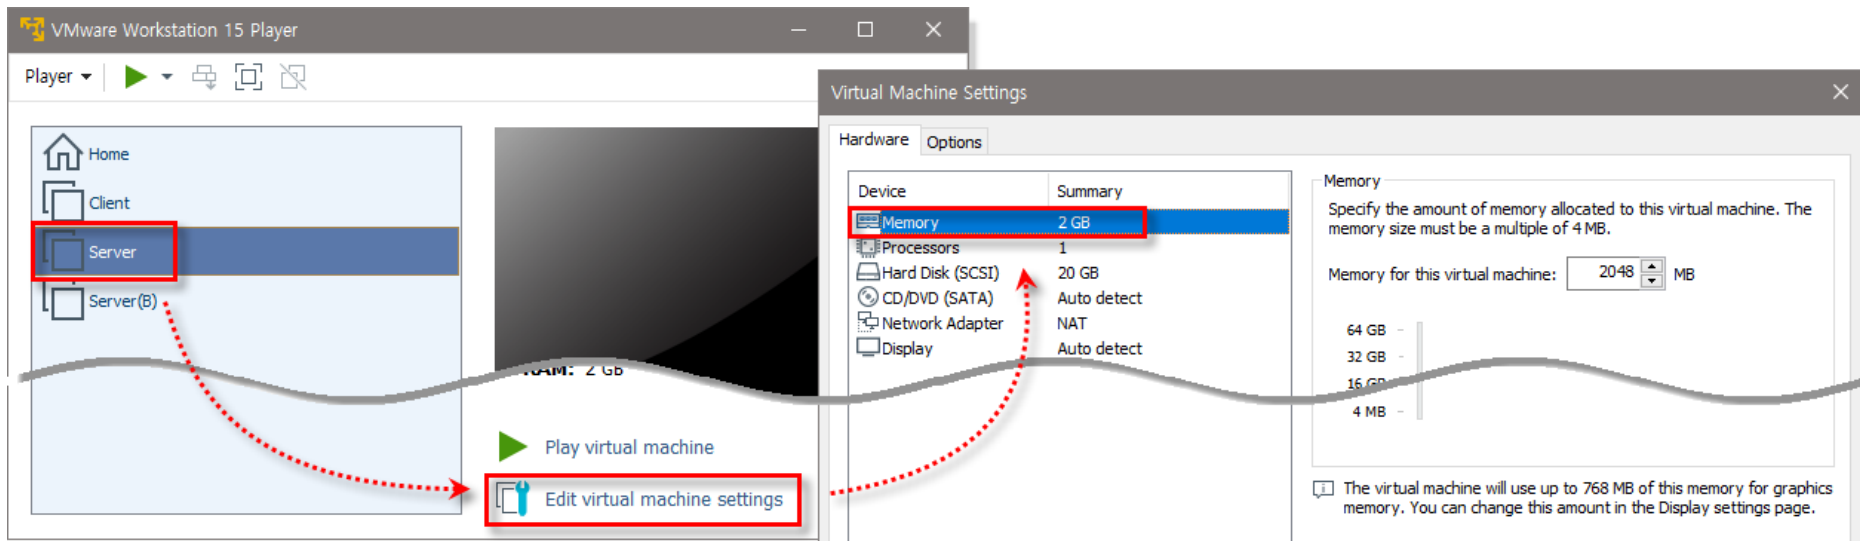 VMware Workstation 15 Player
Player
Home
Client
Server
Server(B)
RAM: 2 GB
Play virtual machine
Edit virtual machine settings
Virtual Machine Settings
Hardware
Options
Device Summary
Memory 2 GB
Processors 1
Hard Disk (SCSI) 20 GB
CD/DVD (SATA) Auto detect
Network Adapter NAT
Display Auto detect
Memory
Specify the amount of memory allocated to this virtual machine. The
memory size must be a multiple of 4 MB.
Memory for this virtual machine: 2048 MB
64 GB
32 GB
16 GB
4 MB
The virtual machine will use up to 768 MB of this memory for graphics
memory. You can change this amount in the Display settings page.